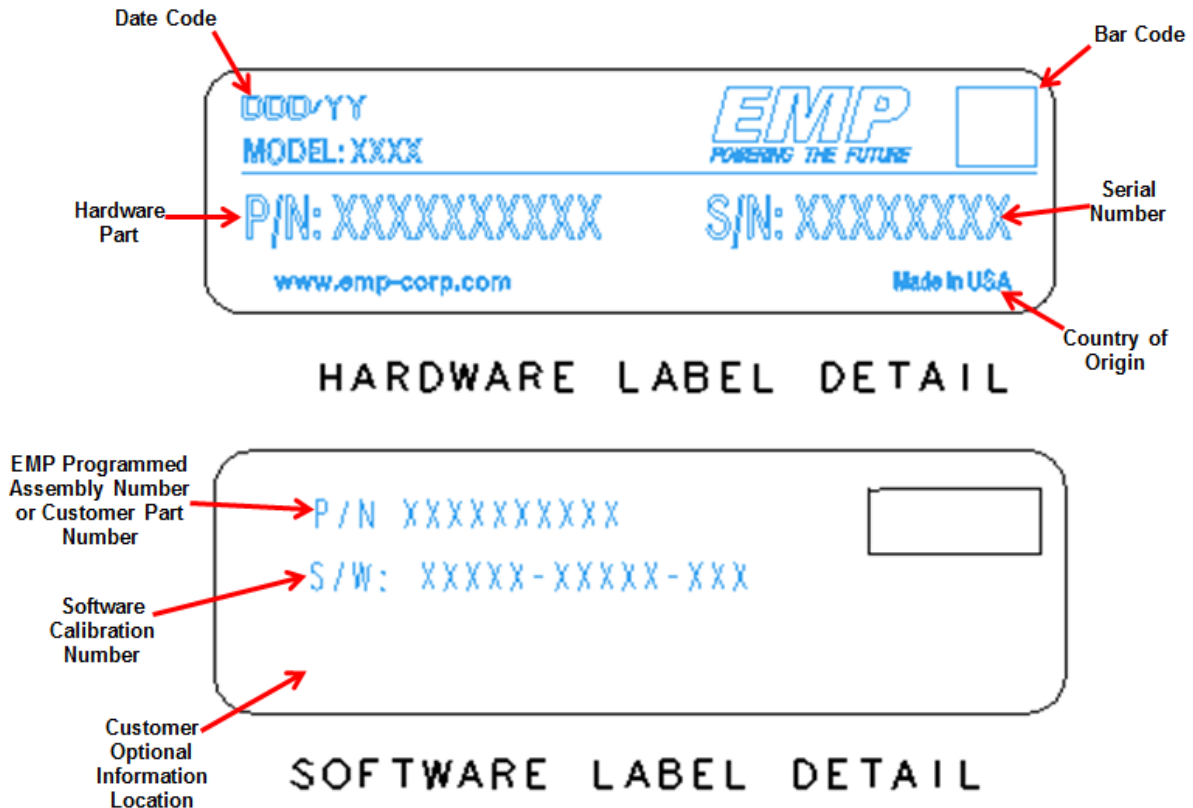 Date Code
Bar Code
DDD/YY
EMP
MODEL: XXXX
POWERING THE FUTURE
Hardware
Part
P/N: XXXXXXXXXX
S/N: XXXXXXXX
Serial
Number
www.emp-corp.com
Made in USA
Country of
Origin
HARDWARE LABEL DETAIL
EMP Programmed
Assembly Number
or Customer Part
Number
P/N XXXXXXXXXX
S/W: XXXXX-XXXXX-XXX
Software
Calibration
Number
Customer
Optional
Information
Location
SOFTWARE LABEL DETAIL